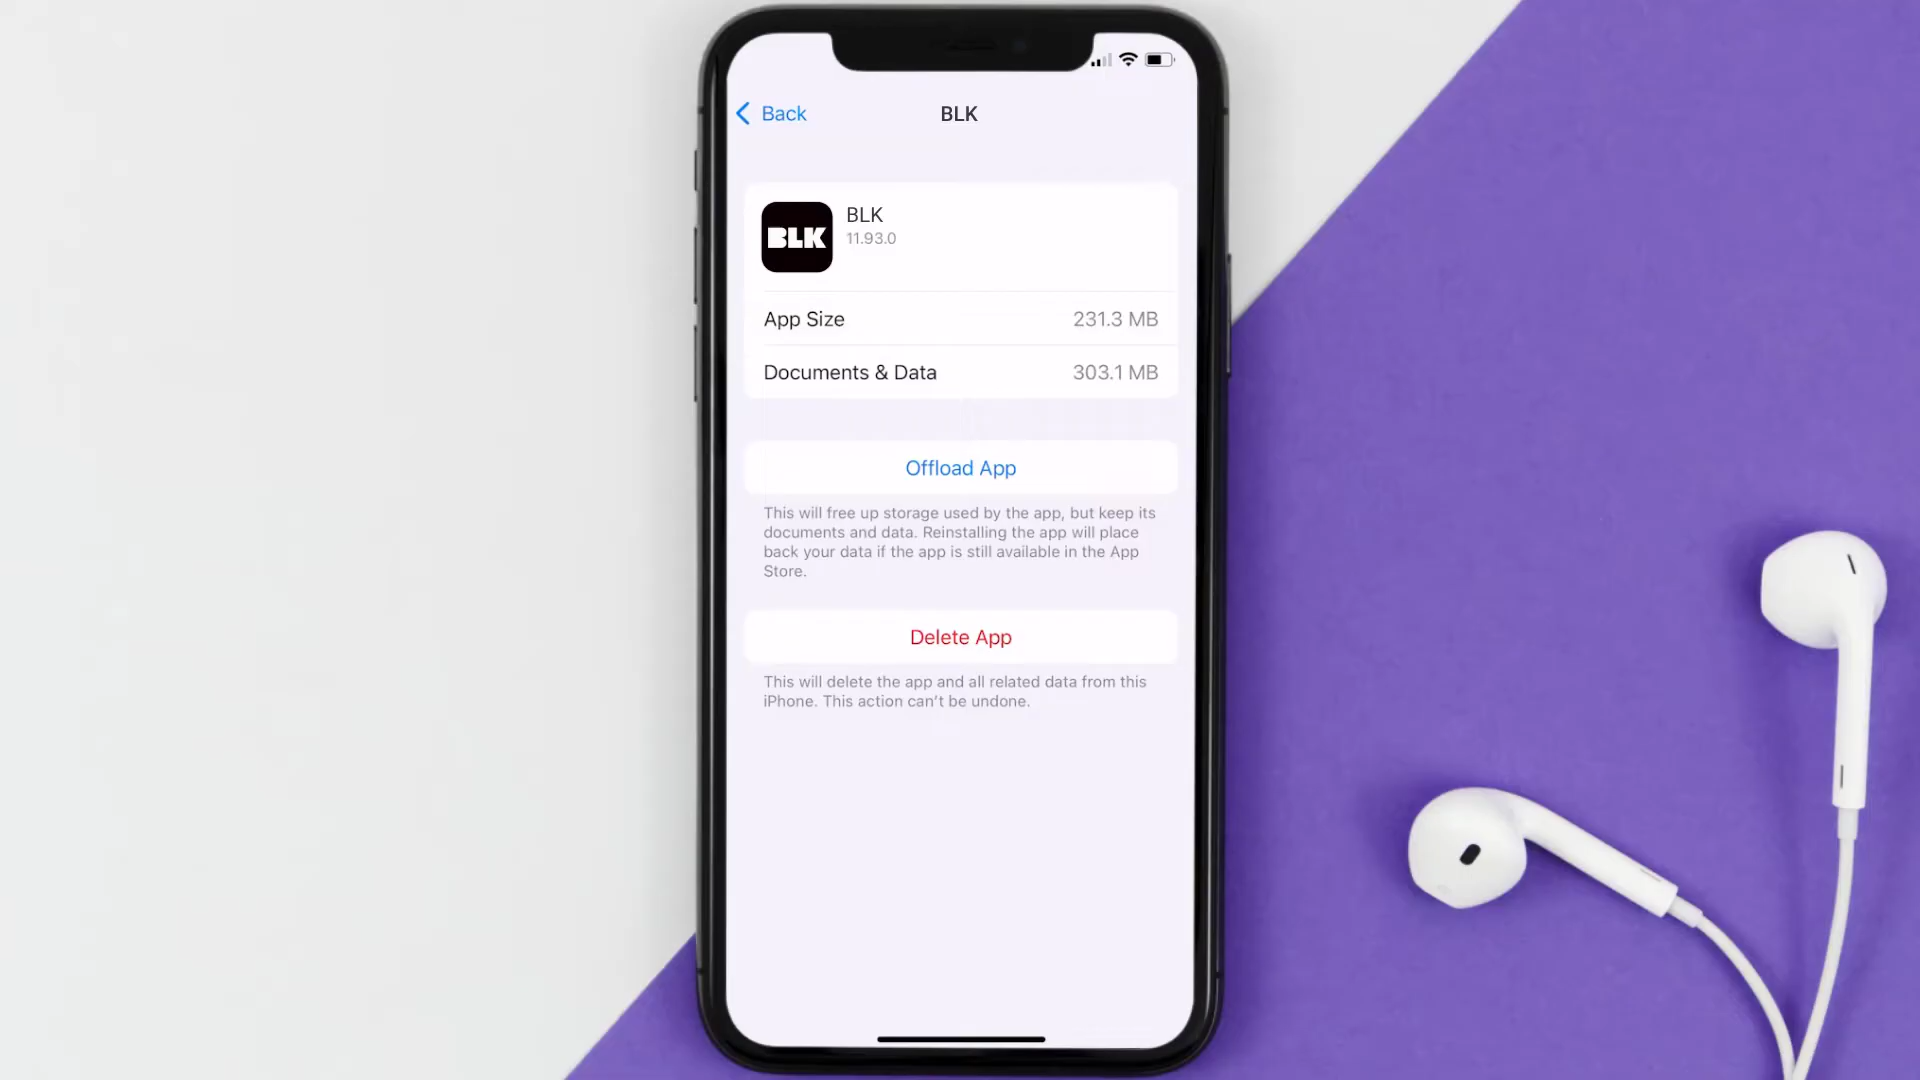 Back
BLK
BLK
BLK
11.93.0
App Size 231.3 MB
Documents & Data 303.1 MB
Offload App
This will free up storage used by the app, but keep its
documents and data. Reinstalling the app will place
back your data if the app is still available in the App
Store.
Delete App
This will delete the app and all related data from this
iPhone. This action can't be undone.